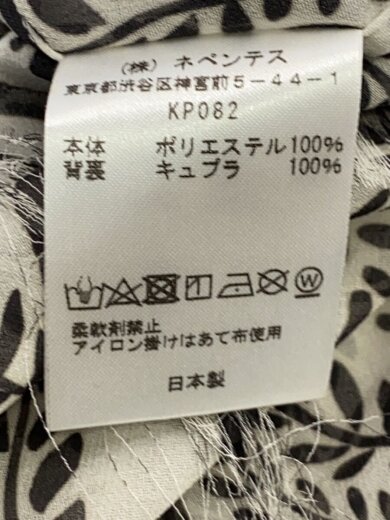 (株) ネペンテス
東京都渋谷区神宮前5-44-1
KP082
本体 ポリエステル100%
背裏 キュプラ 100%
W
柔軟剤禁止
アイロン掛けはあて布使用
日本製